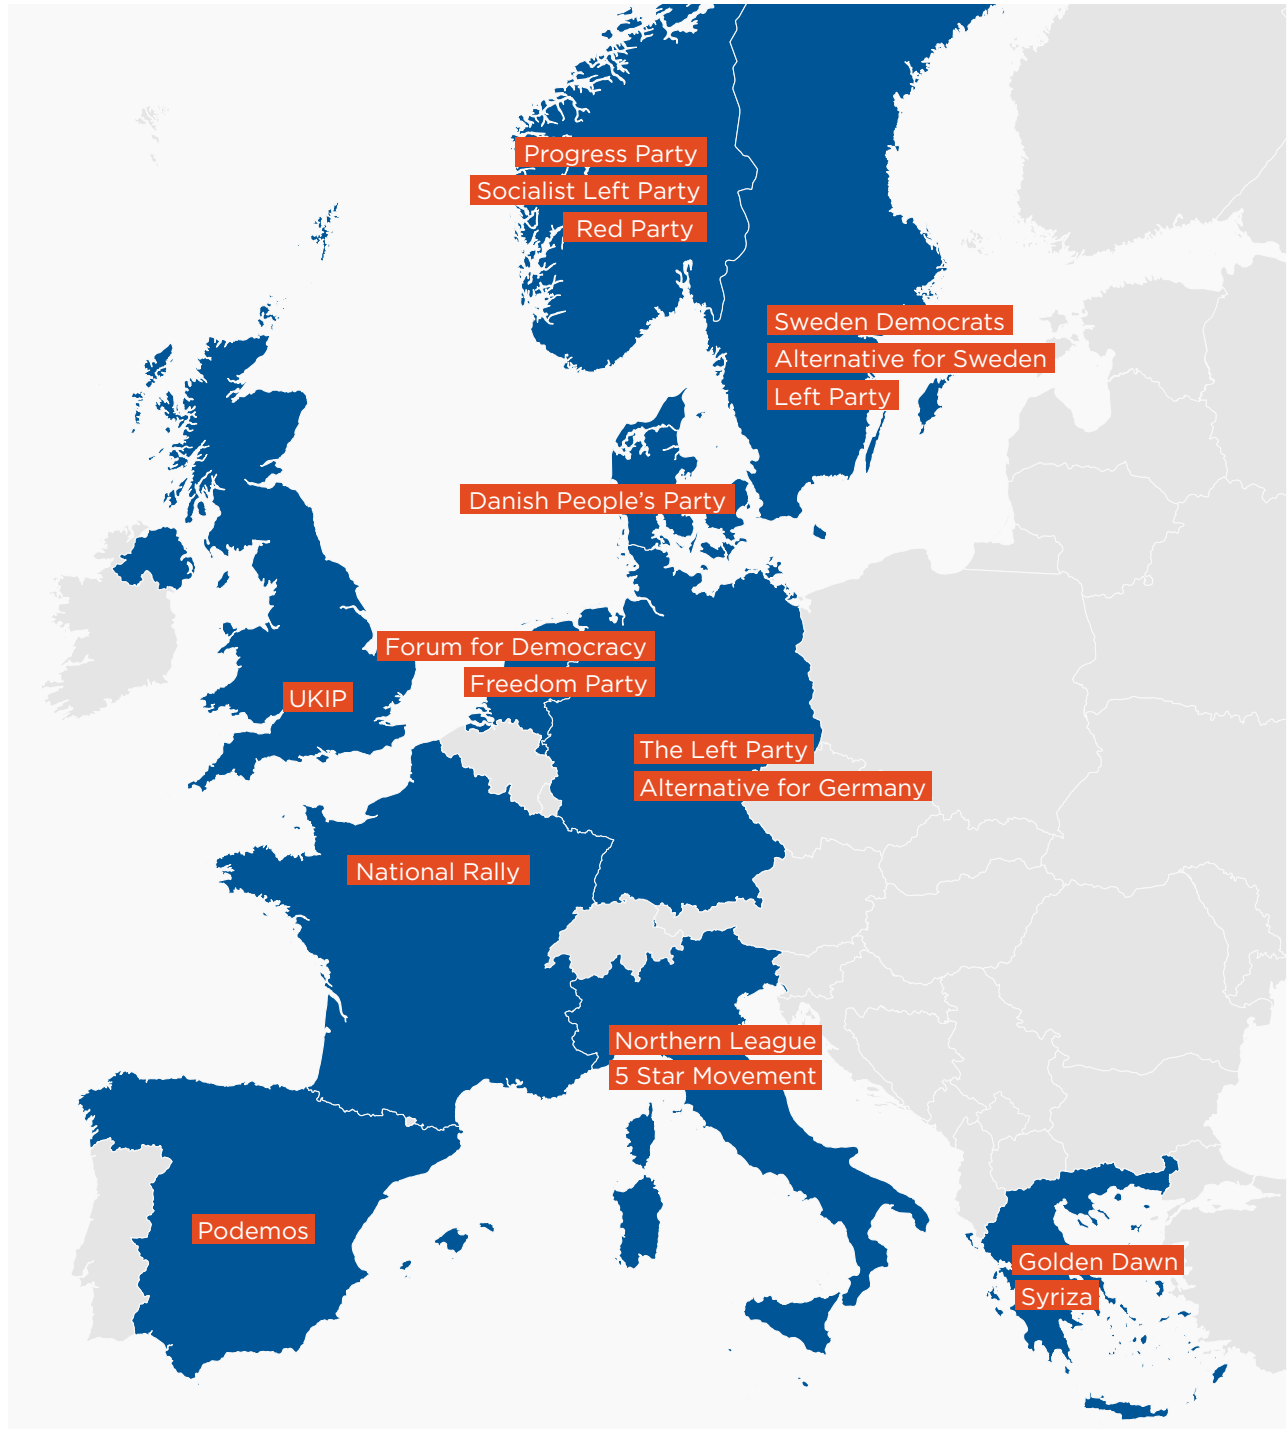 Progress Party
Socialist Left Party
Red Party
Sweden Democrats
Alternative for Sweden
Left Party
Danish People’s Party
Forum for Democracy
Freedom Party
UKIP
The Left Party
Alternative for Germany
National Rally
Northern League
5 Star Movement
Podemos
Golden Dawn
Syriza